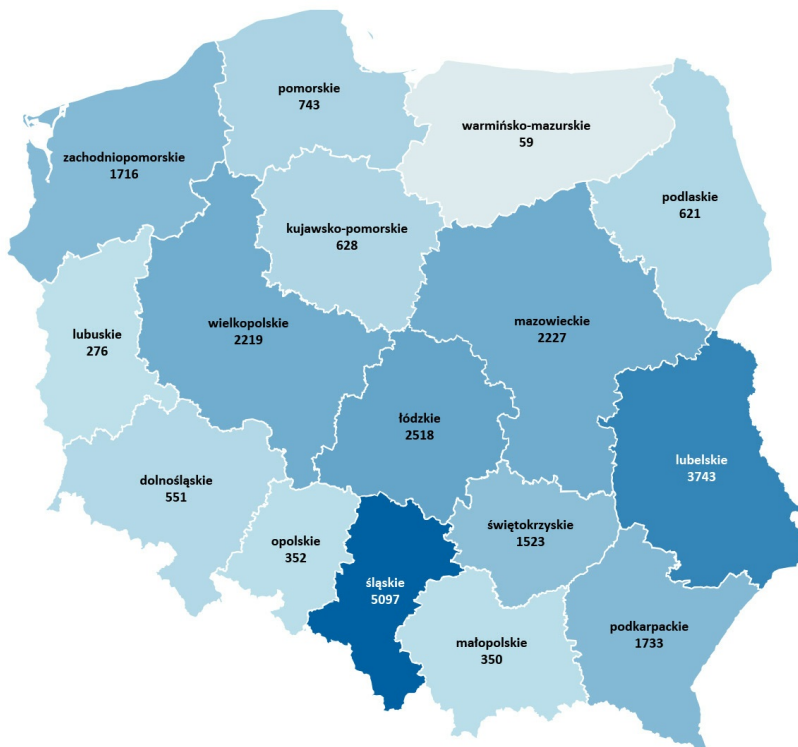 pomorskie
743
warmińsko-mazurskie
59
zachodniopomorskie
1716
podlaskie
621
kujawsko-pomorskie
628
lubuskie
276
wielkopolskie
2219
mazowieckie
2227
łódzkie
2518
lubelskie
3743
dolnośląskie
551
opolskie
352
świętokrzyskie
1523
śląskie
5097
małopolskie
350
podkarpackie
1733